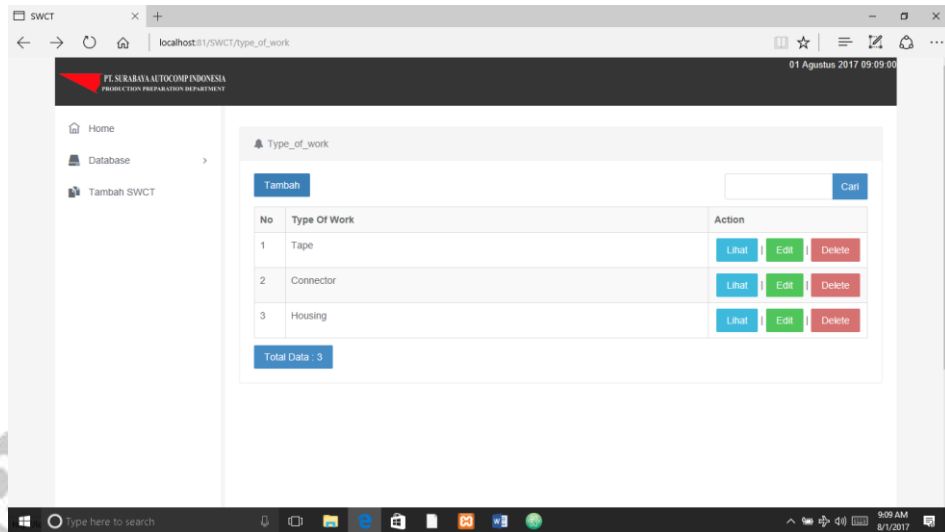 SWCT
localhost:81/SWCT/type_of_work
PT. SURABAYA AUTOCOMP INDONESIA
PRODUCTION PREPARATION DEPARTMENT
01 Agustus 2017 09:09:00
Home
Database
Tambah SWCT
Type_of_work
Tambah
Cari
No Type Of Work Action
1 Tape Lihat | Edit | Delete
2 Connector Lihat | Edit | Delete
3 Housing Lihat | Edit | Delete
Total Data : 3
Type here to search
9:09 AM
8/1/2017